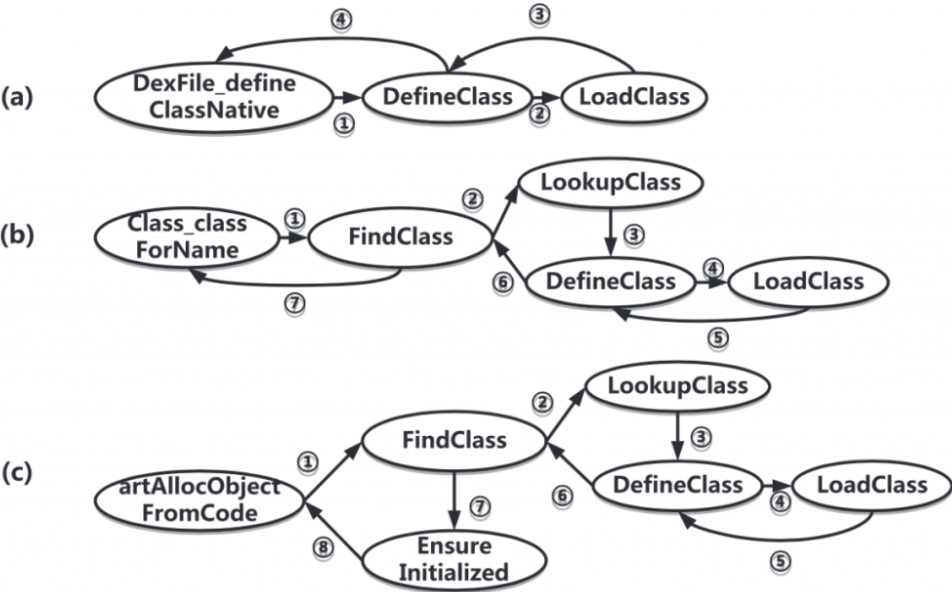 ④
③
DexFile_define
ClassNative
(a)
DefineClass
LoadClass
①
②
LookupClass
②
Class_class
ForName
①
(b)
FindClass
③
⑥
DefineClass
④
LoadClass
⑦
⑤
LookupClass
②
FindClass
③
①
(c)
artAllocObject
FromCode
DefineClass
LoadClass
⑥
④
⑦
⑧
Ensure
Initialized
⑤